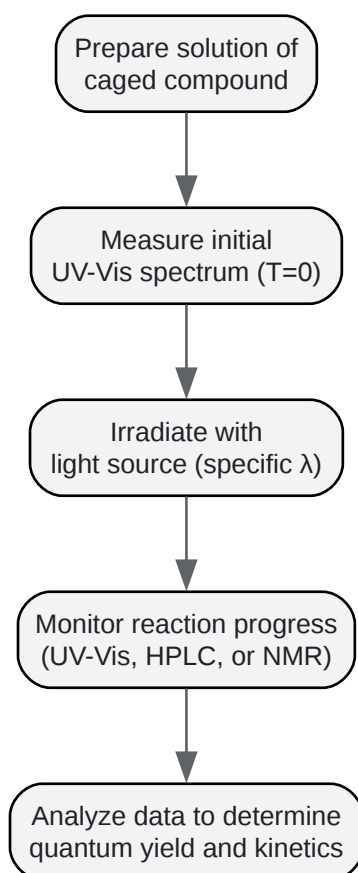 Prepare solution of
caged compound
Measure initial
UV-Vis spectrum (T=0)
Irradiate with
light source (specific λ)
Monitor reaction progress
(UV-Vis, HPLC, or NMR)
Analyze data to determine
quantum yield and kinetics